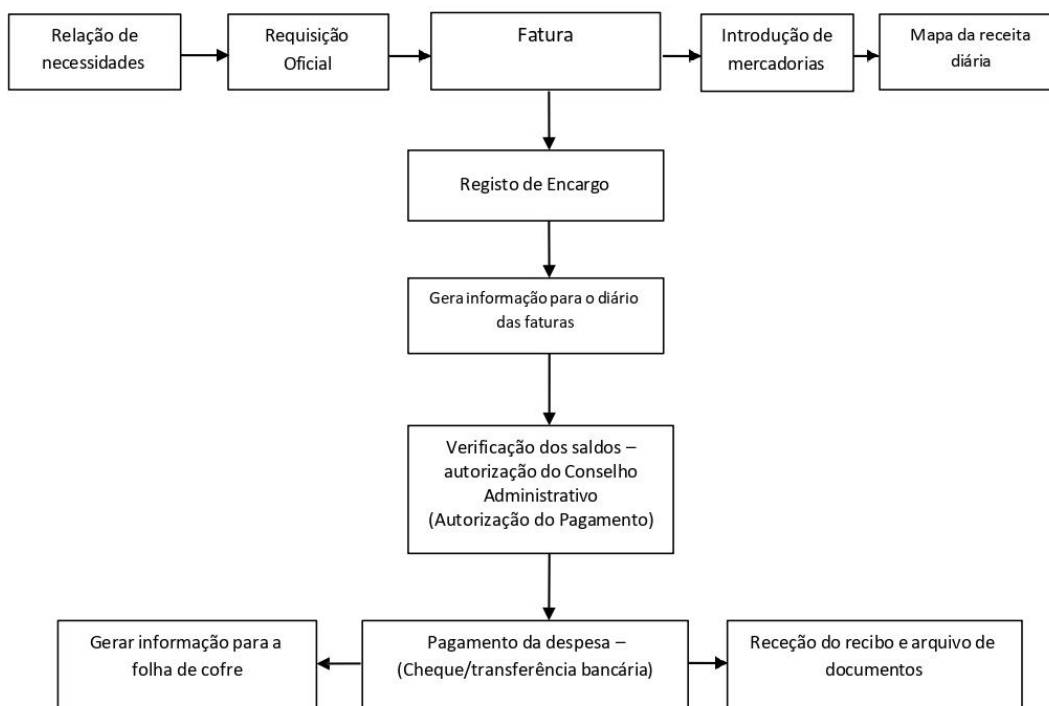 Relação de
necessidades
Requisição
Oficial
Fatura
Introdução de
mercadorias
Mapa da receita
diária
Registo de Encargo
Gera informação para o diário
das faturas
Verificação dos saldos –
autorização do Conselho
Administrativo
(Autorização do Pagamento)
Gerar informação para a
folha de cofre
Pagamento da despesa –
(Cheque/transferência bancária)
Receção do recibo e arquivo de
documentos